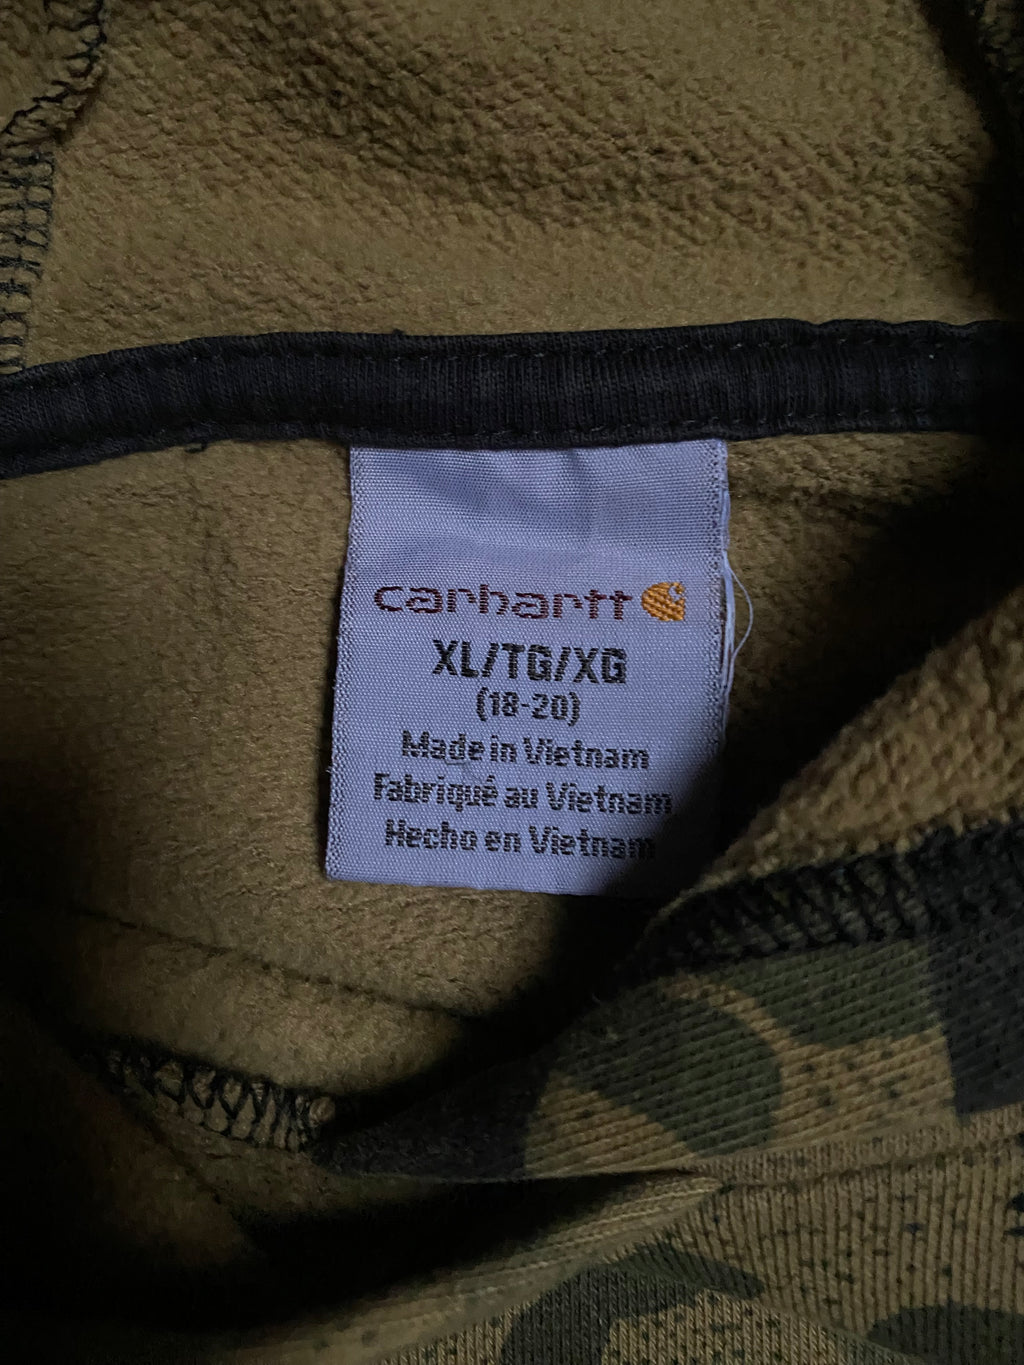 carhartt
XL/TG/XG
(18-20)
Made in Vietnam
Fabriqué au Vietnam
Hecho en Vietnam